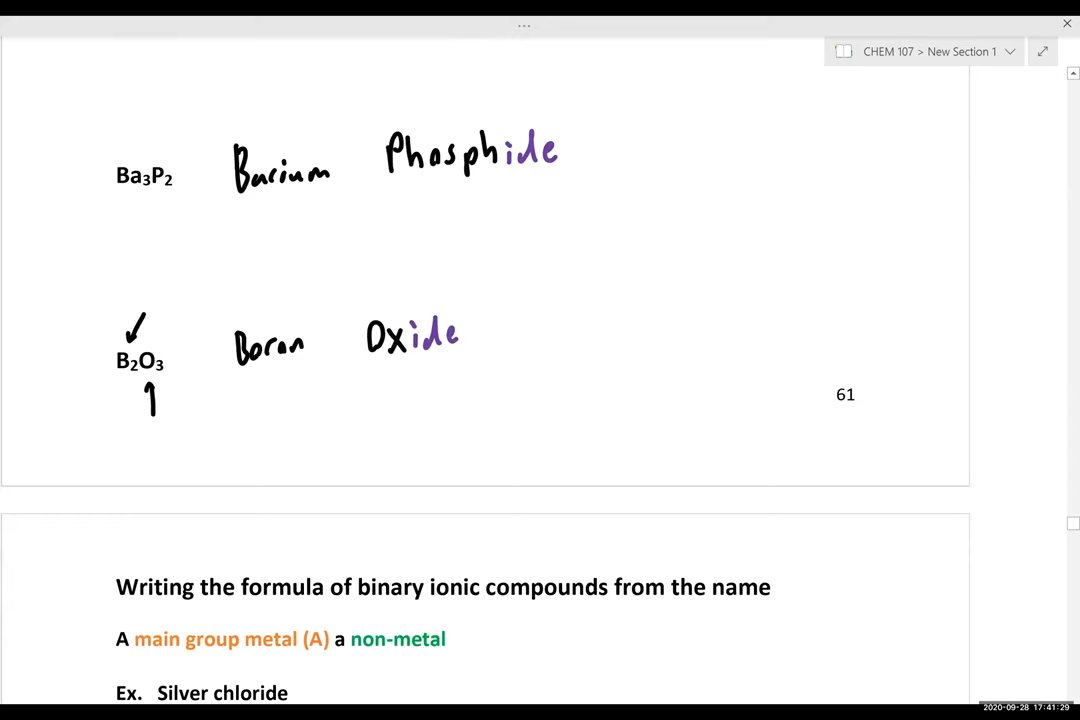 CHEM 107 > New Section 1
Ba₃P₂ Barium Phosphide
B₂O₃ Boron Oxide
61
Writing the formula of binary ionic compounds from the name
A main group metal (A) a non-metal
Ex. Silver chloride
2020-09-28 17:41:29